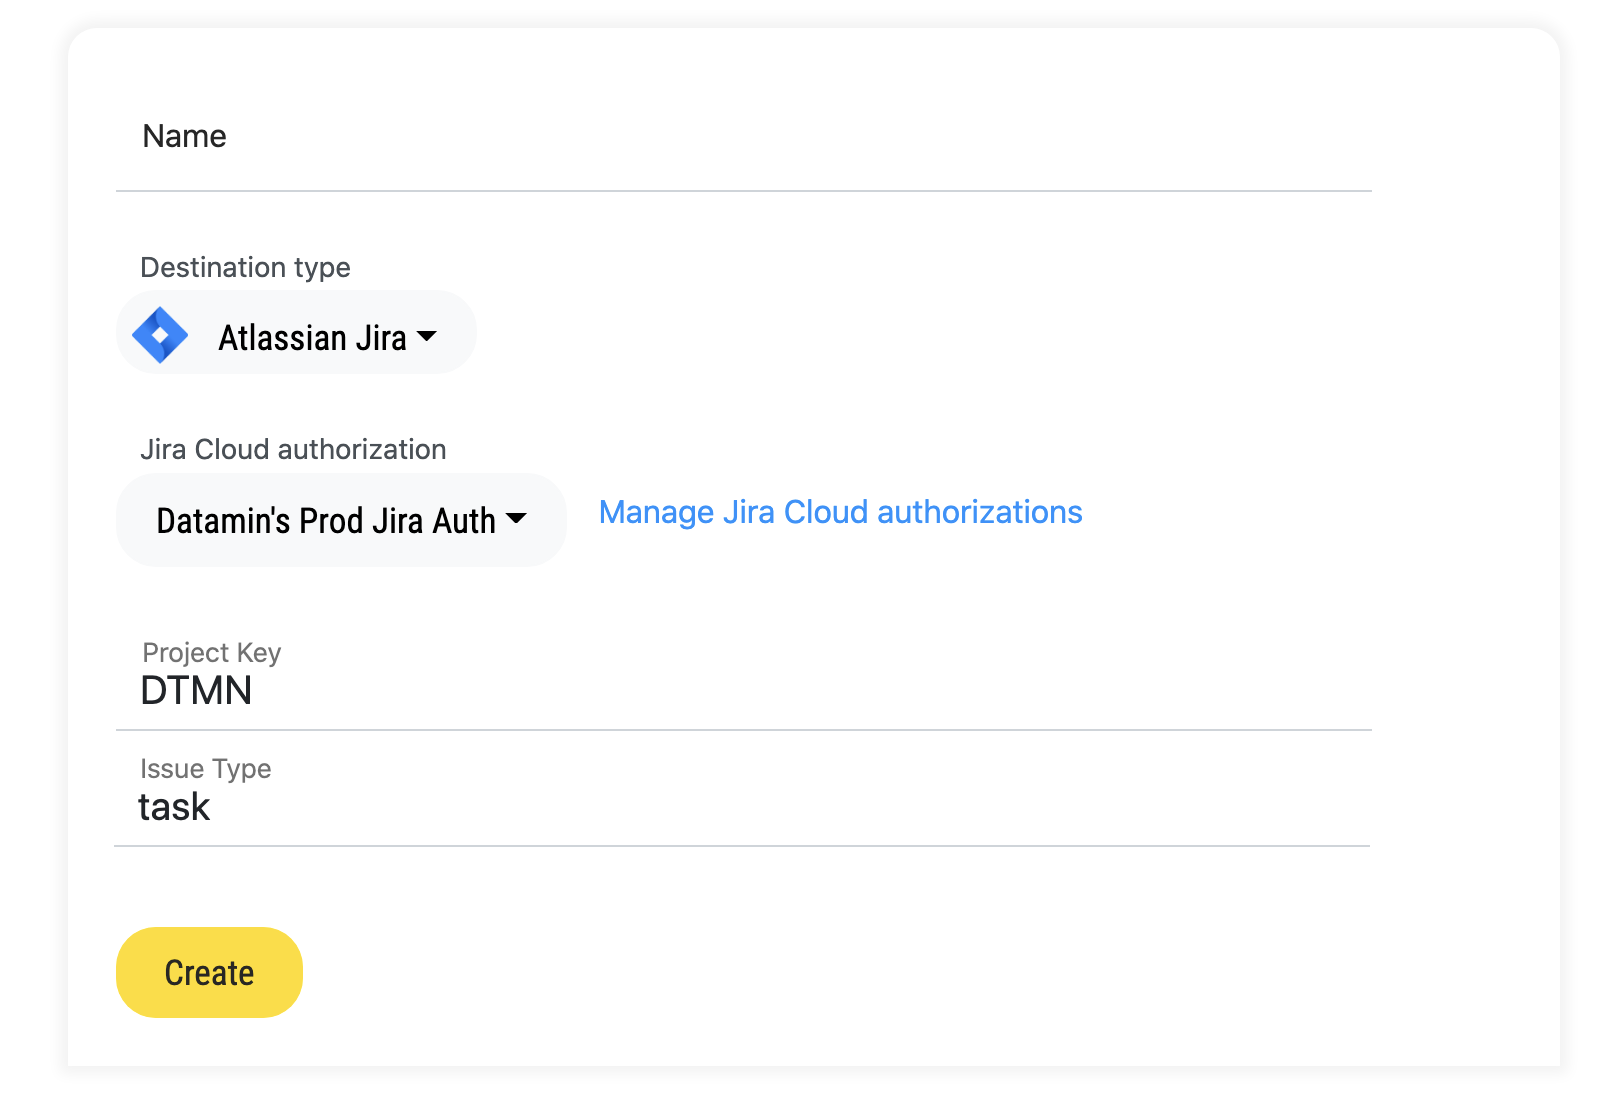 Name
Destination type
Atlassian Jira
Jira Cloud authorization
Datamin's Prod Jira Auth
Manage Jira Cloud authorizations
Project Key
DTMN
Issue Type
task
Create